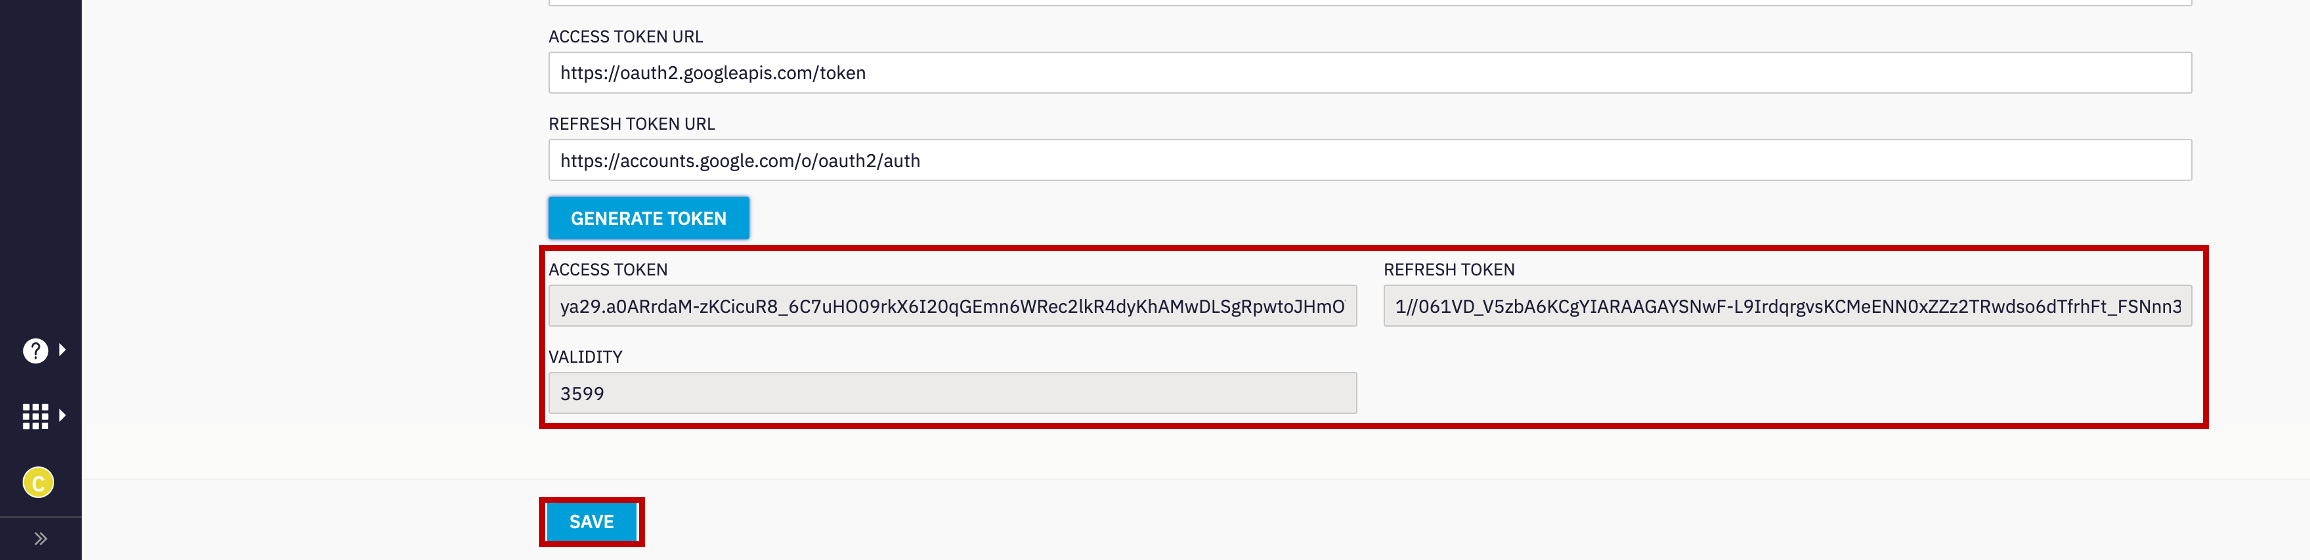 ACCESS TOKEN URL
https://oauth2.googleapis.com/token
REFRESH TOKEN URL
https://accounts.google.com/o/oauth2/auth
GENERATE TOKEN
ACCESS TOKEN
REFRESH TOKEN
ya29.a0ARrdaM-zKCicuR8_6C7uHO09rkX6I20qGEmn6WRec2lkR4dyKhAMwDLSgRpwtoJHmO
1//061VD_V5zbA6KCgYIARAAGAYSNwF-L9IrdqrgvsKCMeENN0xZZz2TRwdso6dTfrhFt_FSNnn3
VALIDITY
3599
?
C
SAVE